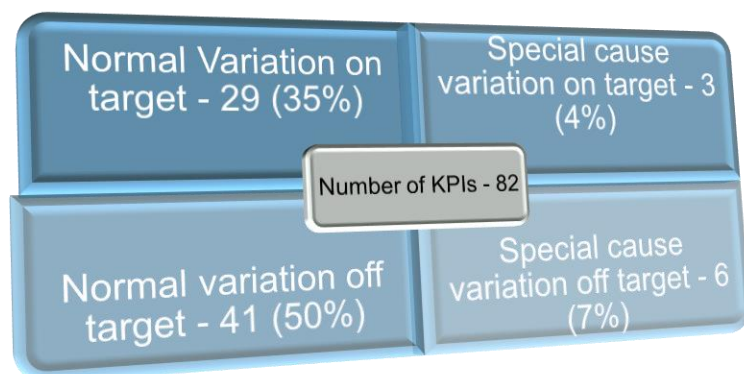 Normal Variation on
target - 29 (35%)
Special cause
variation on target - 3
(4%)
Number of KPIs - 82
Normal variation off
target - 41 (50%)
Special cause
variation off target - 6
(7%)